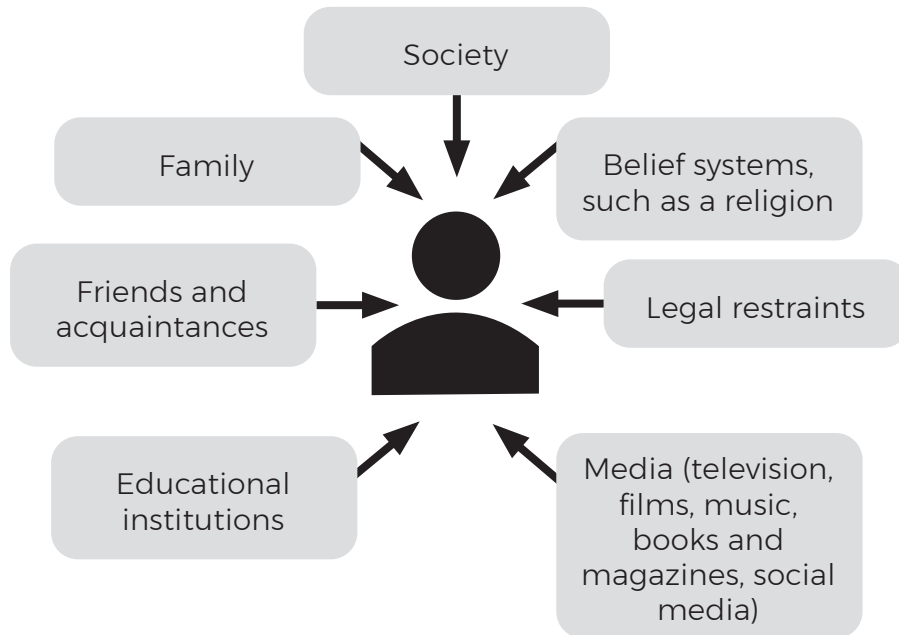 Society
Family
Belief systems,
such as a religion
Friends and
acquaintances
Legal restraints
Educational
institutions
Media (television,
films, music,
books and
magazines, social
media)